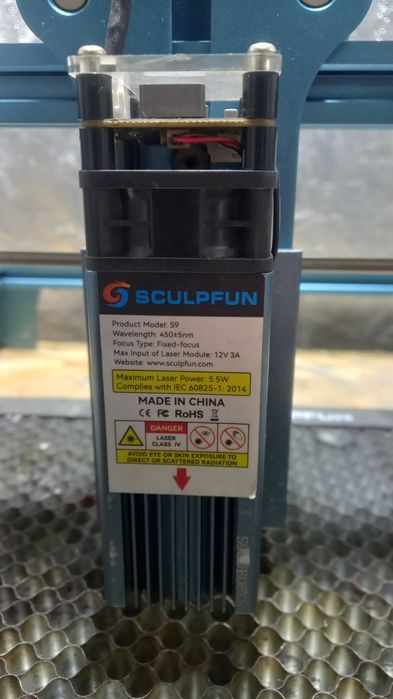 SCULPFUN
Product Model: S9
Wavelength: 450±5nm
Focus Type: Fixed-focus
Max Input of Laser Module: 12V 3A
Website: www.sculpfun.com
Maximum Laser Power: 5.5W
Complies with IEC 60825-1: 2014
MADE IN CHINA
CE FC RoHS
DANGER
LASER
CLASS IV
AVOID EYE OR SKIN EXPOSURE TO
DIRECT OR SCATTERED RADIATION